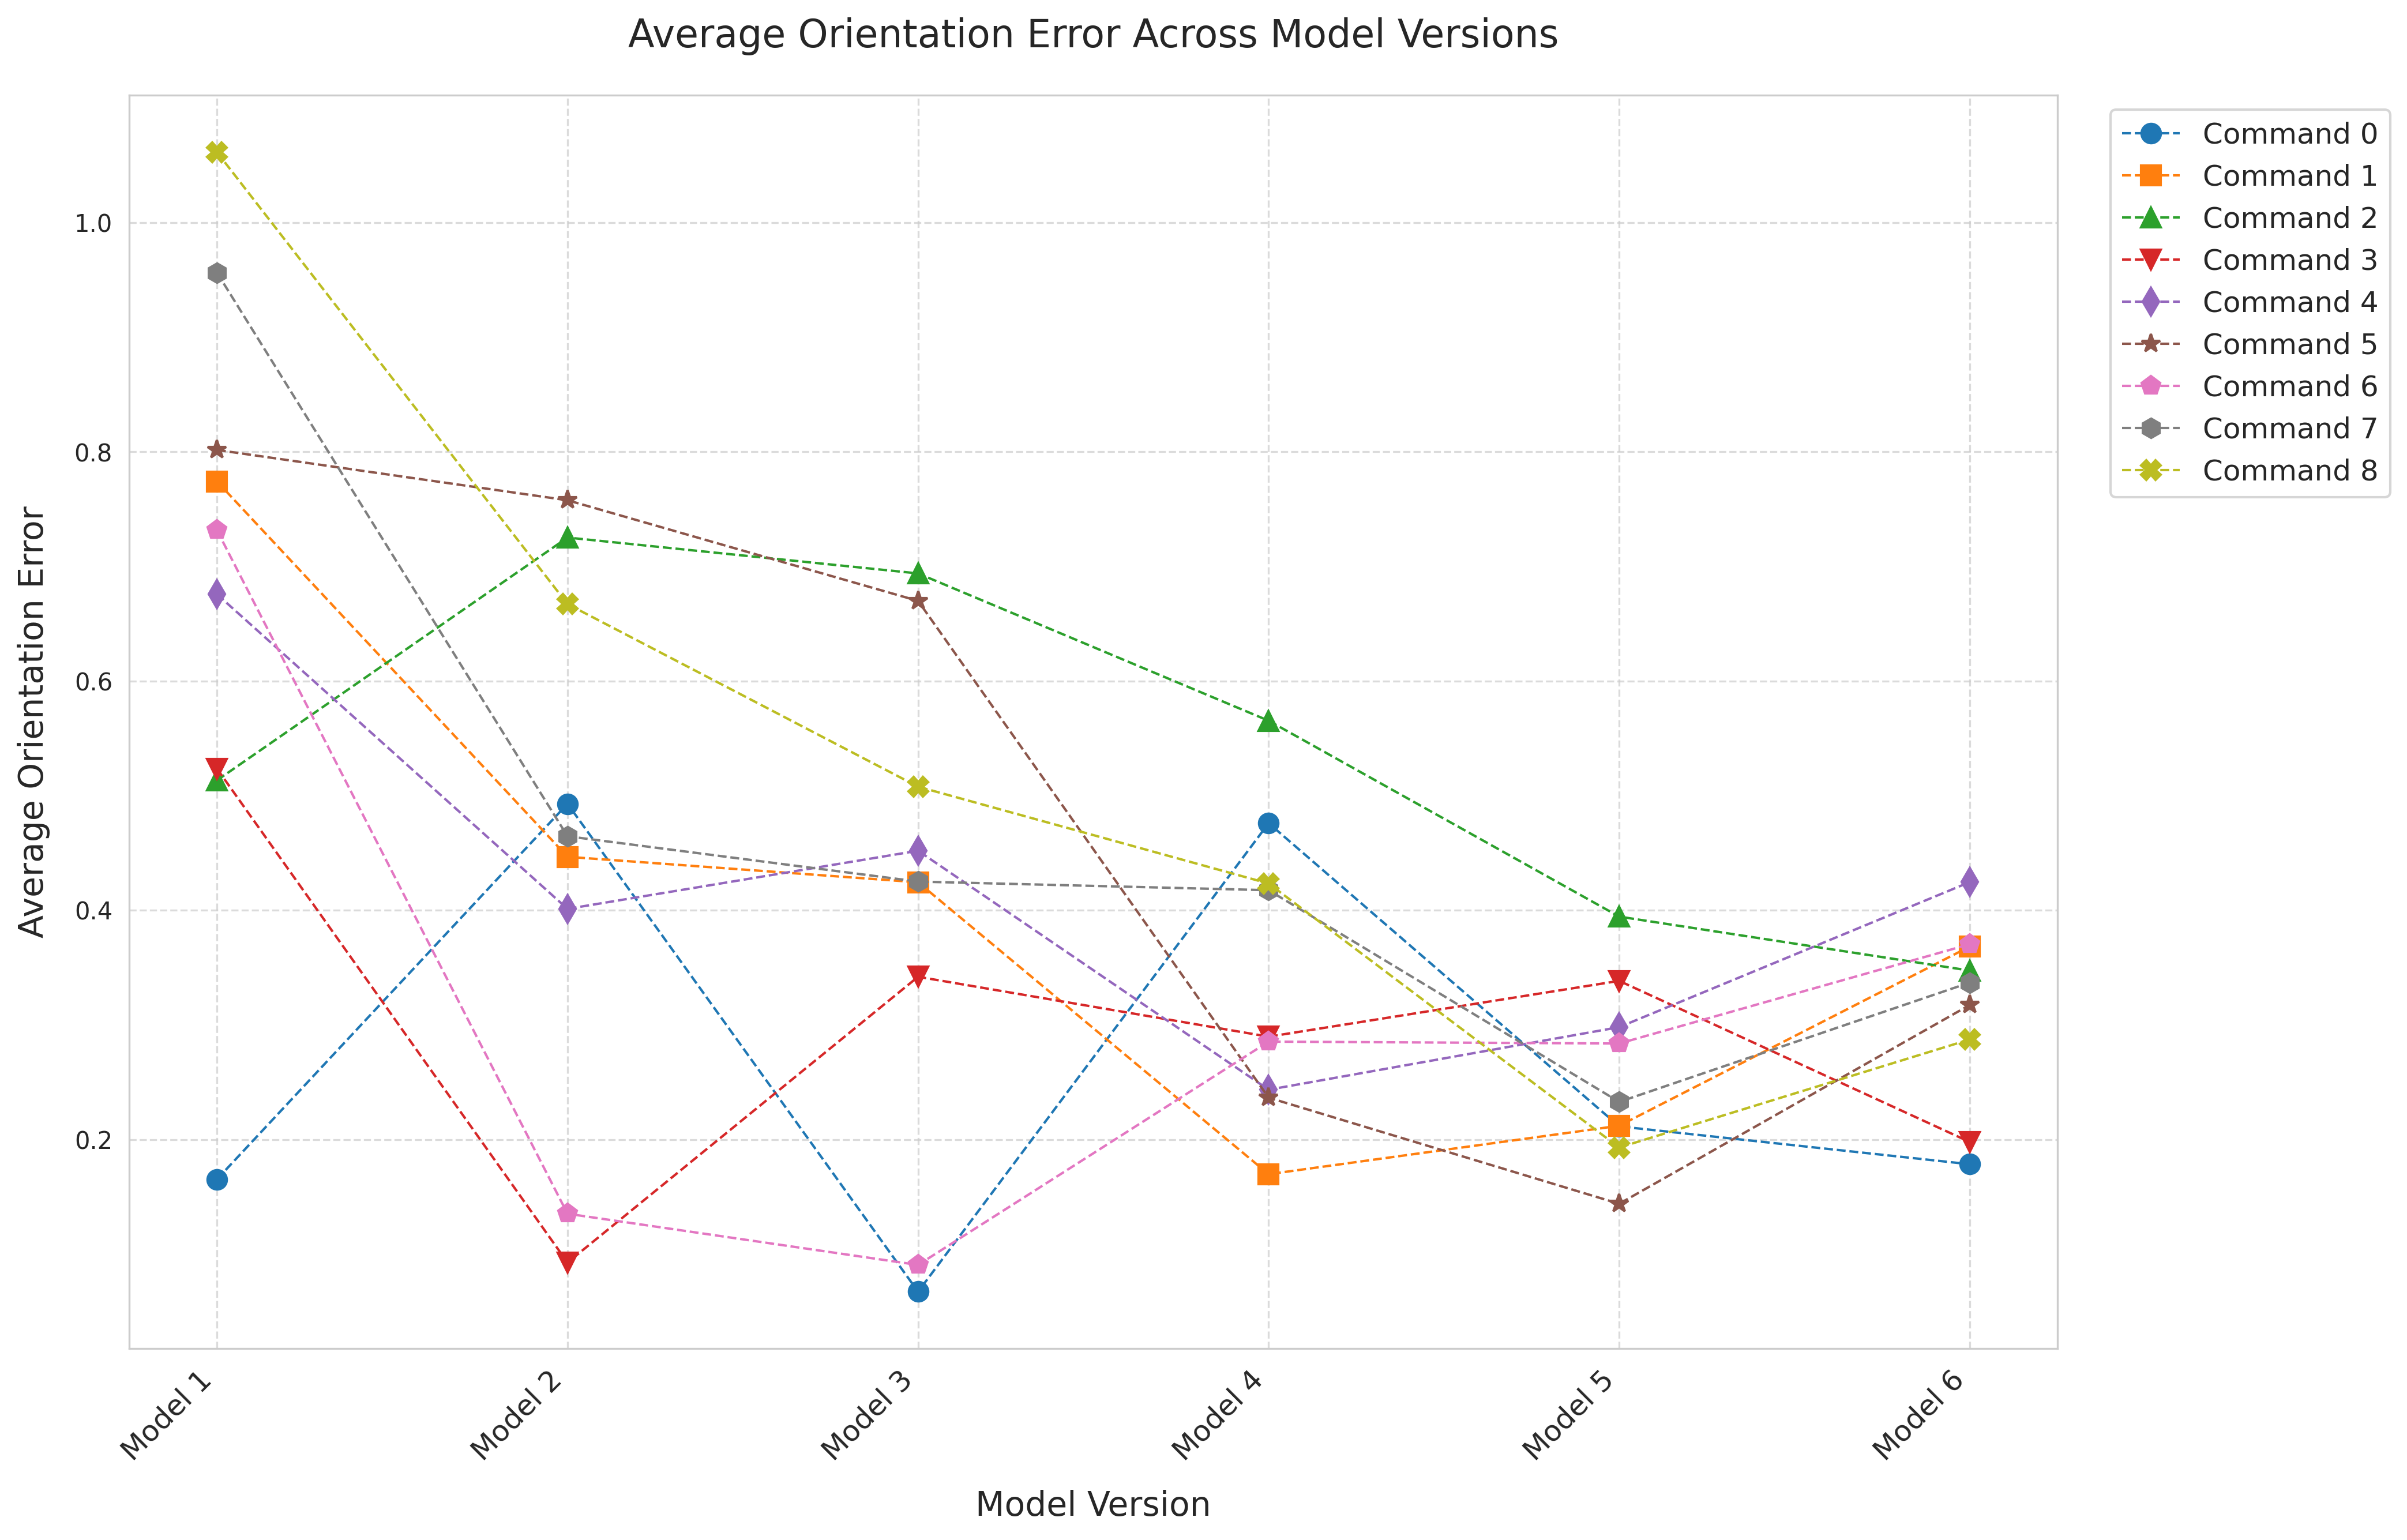 Average Orientation Error Across Model Versions
Average Orientation Error
1.0
0.8
0.6
0.4
0.2
Model 1
Model 2
Model 3
Model 4
Model 5
Model 6
Model Version
Command 0
Command 1
Command 2
Command 3
Command 4
Command 5
Command 6
Command 7
Command 8